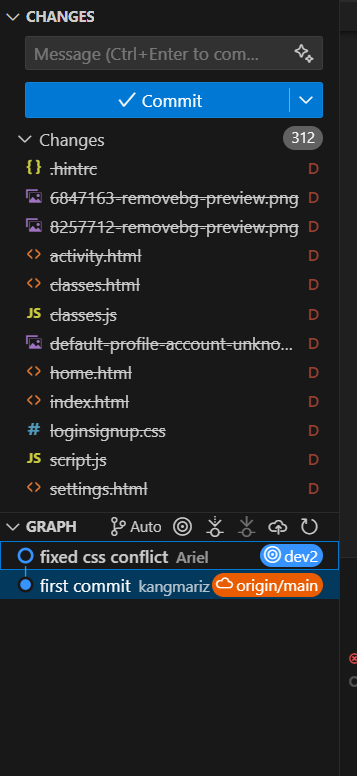 CHANGES
Message (Ctrl+Enter to com...
Commit
Changes 312
{} .hintrc D
6847163-removebg-preview.png D
8257712-removebg-preview.png D
<> activity.html D
<> classes.html D
JS classes.js D
default-profile-account-unkno... D
<> home.html D
<> index.html D
# loginsignup.css D
JS script.js D
<> settings.html D
GRAPH Auto
fixed css conflict Ariel dev2
first commit kangmariz origin/main